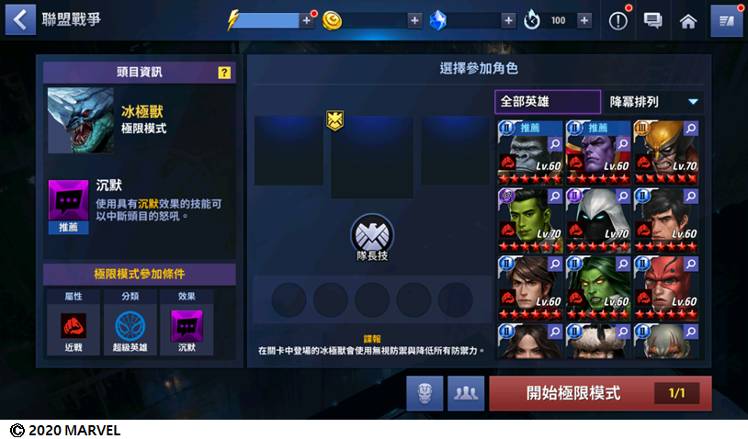 聯盟戰爭
100
頭目資訊
?
冰極獸
極限模式
沉默
使用具有沉默效果的技能可
以中斷頭目的怒吼。
推薦
極限模式參加條件
屬性 分類 效果
近戰 超級英雄 沉默
選擇參加角色
全部英雄 降冪排列
推薦 推薦
Lv.60 Lv.60 Lv.70
Lv.70 Lv.70 Lv.60
Lv.60 Lv.60 Lv.60
隊長技
諜報
在關卡中登場的冰極獸會使用無視防禦與降低所有防禦力。
開始極限模式 1/1
© 2020 MARVEL